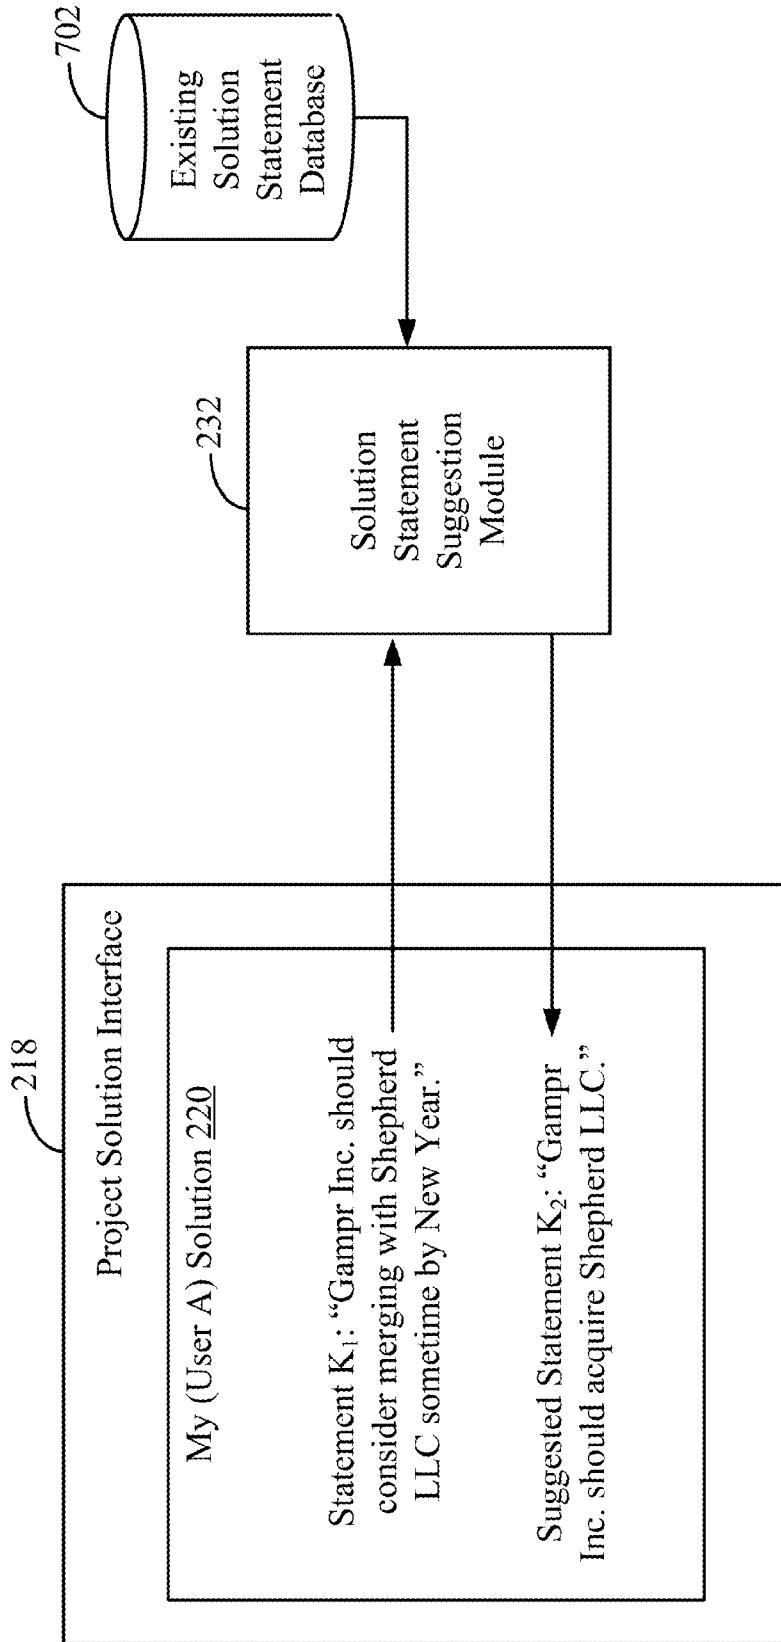 218
Project Solution Interface
My (User A) Solution 220
Statement K₁: “Gampr Inc. should
consider merging with Shepherd
LLC sometime by New Year.”
Suggested Statement K₂: “Gampr
Inc. should acquire Shepherd LLC.”
232
Solution
Statement
Suggestion
Module
702
Existing
Solution
Statement
Database